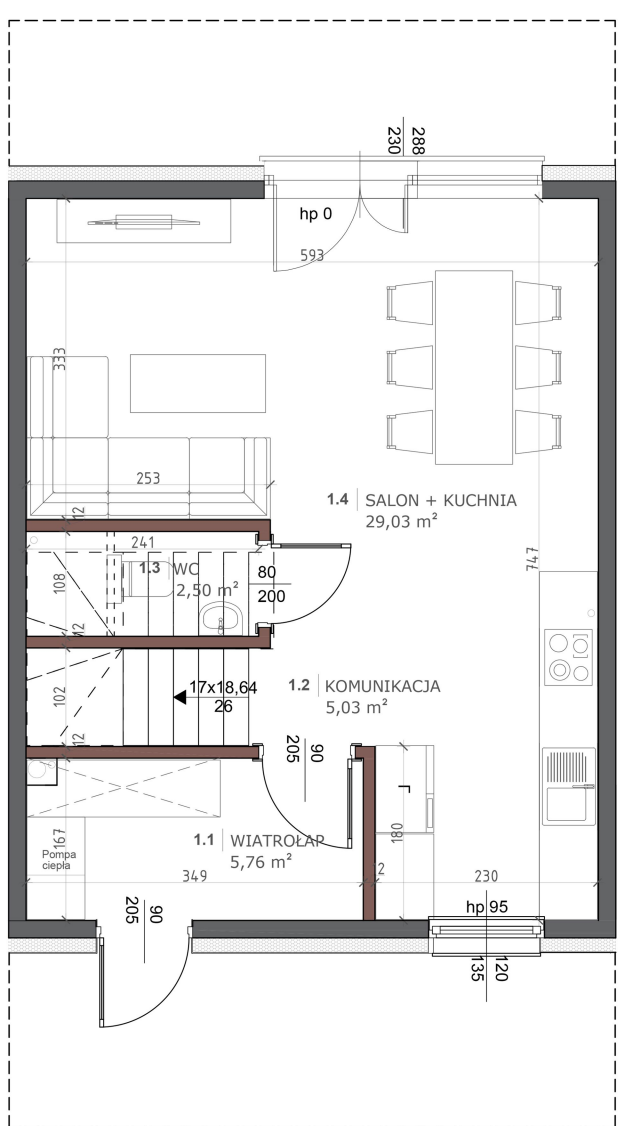 288
230
hp 0
593
333
253
1.4 SALON + KUCHNIA
29,03 m²
12
241
747
1.3 WC
2,50 m²
80
200
108
12
1.2 KOMUNIKACJA
5,03 m²
17x18,64
26
102
12
90
205
Γ
1.1 WIATROŁAP
5,76 m²
167
180
Pompa
ciepła
349
2
230
hp 95
90
205
120
135